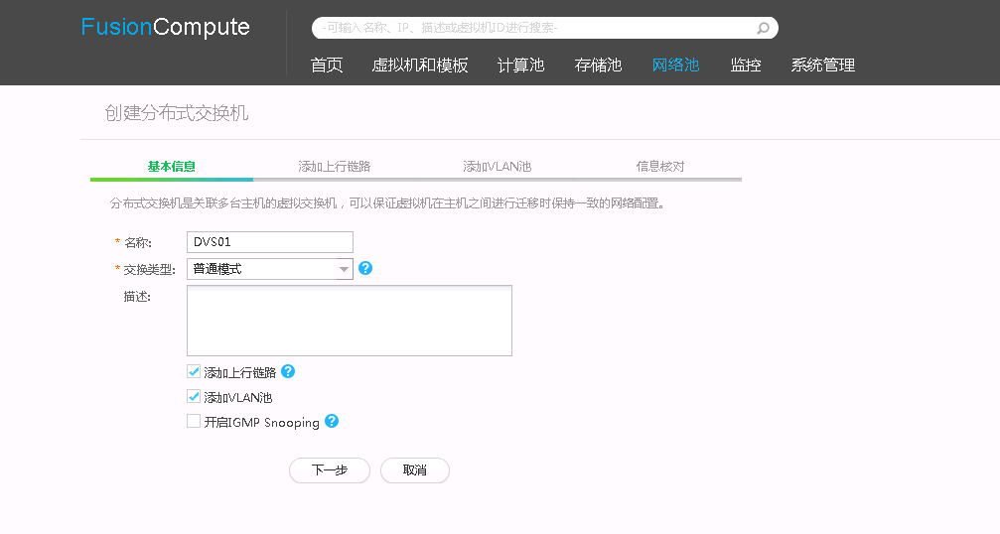 FusionCompute
-可输入名称、IP、描述或虚拟机ID进行搜索-
首页 虚拟机和模板 计算池 存储池 网络池 监控 系统管理
创建分布式交换机
基本信息 添加上行链路 添加VLAN池 信息核对
分布式交换机是关联多台主机的虚拟交换机，可以保证虚拟机在主机之间进行迁移时保持一致的网络配置。
* 名称: DVS01
* 交换类型: 普通模式 ?
描述:
添加上行链路 ?
添加VLAN池
开启IGMP Snooping ?
下一步 取消